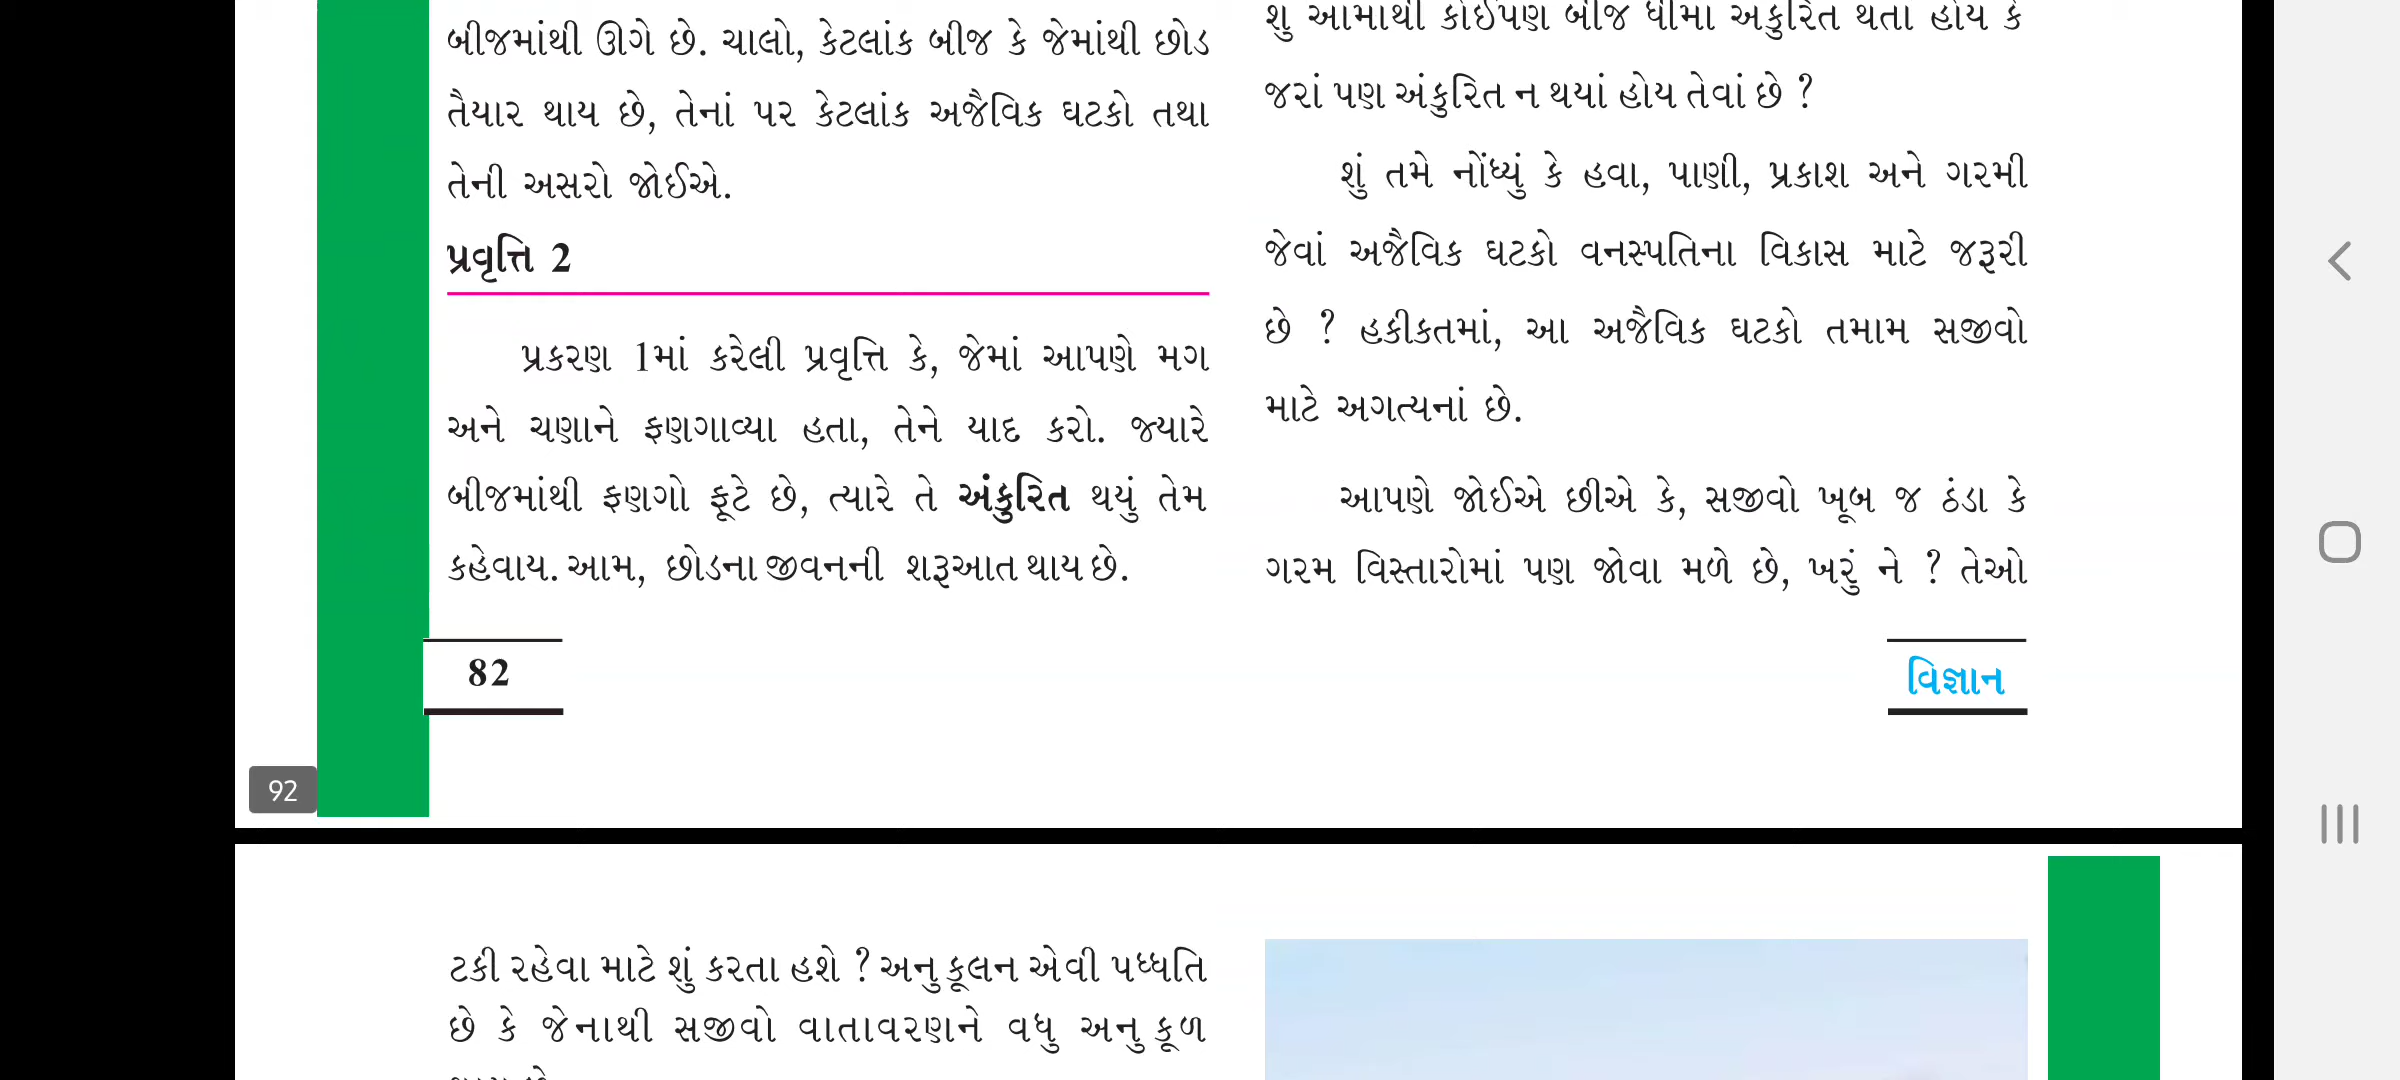 બીજમાંથી ઊગે છે. ચાલો, કેટલાંક બીજ કે જેમાંથી છોડ
તૈયાર થાય છે, તેનાં પર કેટલાંક અજૈવિક ઘટકો તથા
તેની અસરો જોઈએ.
પ્રવૃત્તિ 2
પ્રકરણ 1માં કરેલી પ્રવૃત્તિ કે, જેમાં આપણે મગ
અને ચણાને ફણગાવ્યા હતા, તેને યાદ કરો. જ્યારે
બીજમાંથી ફણગો ફૂટે છે, ત્યારે તે અંકુરિત થયું તેમ
કહેવાય. આમ, છોડના જીવનની શરૂઆત થાય છે.
શું આમાંથી કોઈપણ બીજ ધીમાં અંકુરિત થતાં હોય કે
જરાં પણ અંકુરિત ન થયાં હોય તેવાં છે ?
શું તમે નોંધ્યું કે હવા, પાણી, પ્રકાશ અને ગરમી
જેવાં અજૈવિક ઘટકો વનસ્પતિના વિકાસ માટે જરૂરી
છે ? હકીકતમાં, આ અજૈવિક ઘટકો તમામ સજીવો
માટે અગત્યનાં છે.
આપણે જોઈએ છીએ કે, સજીવો ખૂબ જ ઠંડા કે
ગરમ વિસ્તારોમાં પણ જોવા મળે છે, ખરું ને ? તેઓ
82
વિજ્ઞાન
92
ટકી રહેવા માટે શું કરતા હશે ? અનુકૂલન એવી પધ્ધતિ
છે કે જેનાથી સજીવો વાતાવરણને વધુ અનુકૂળ